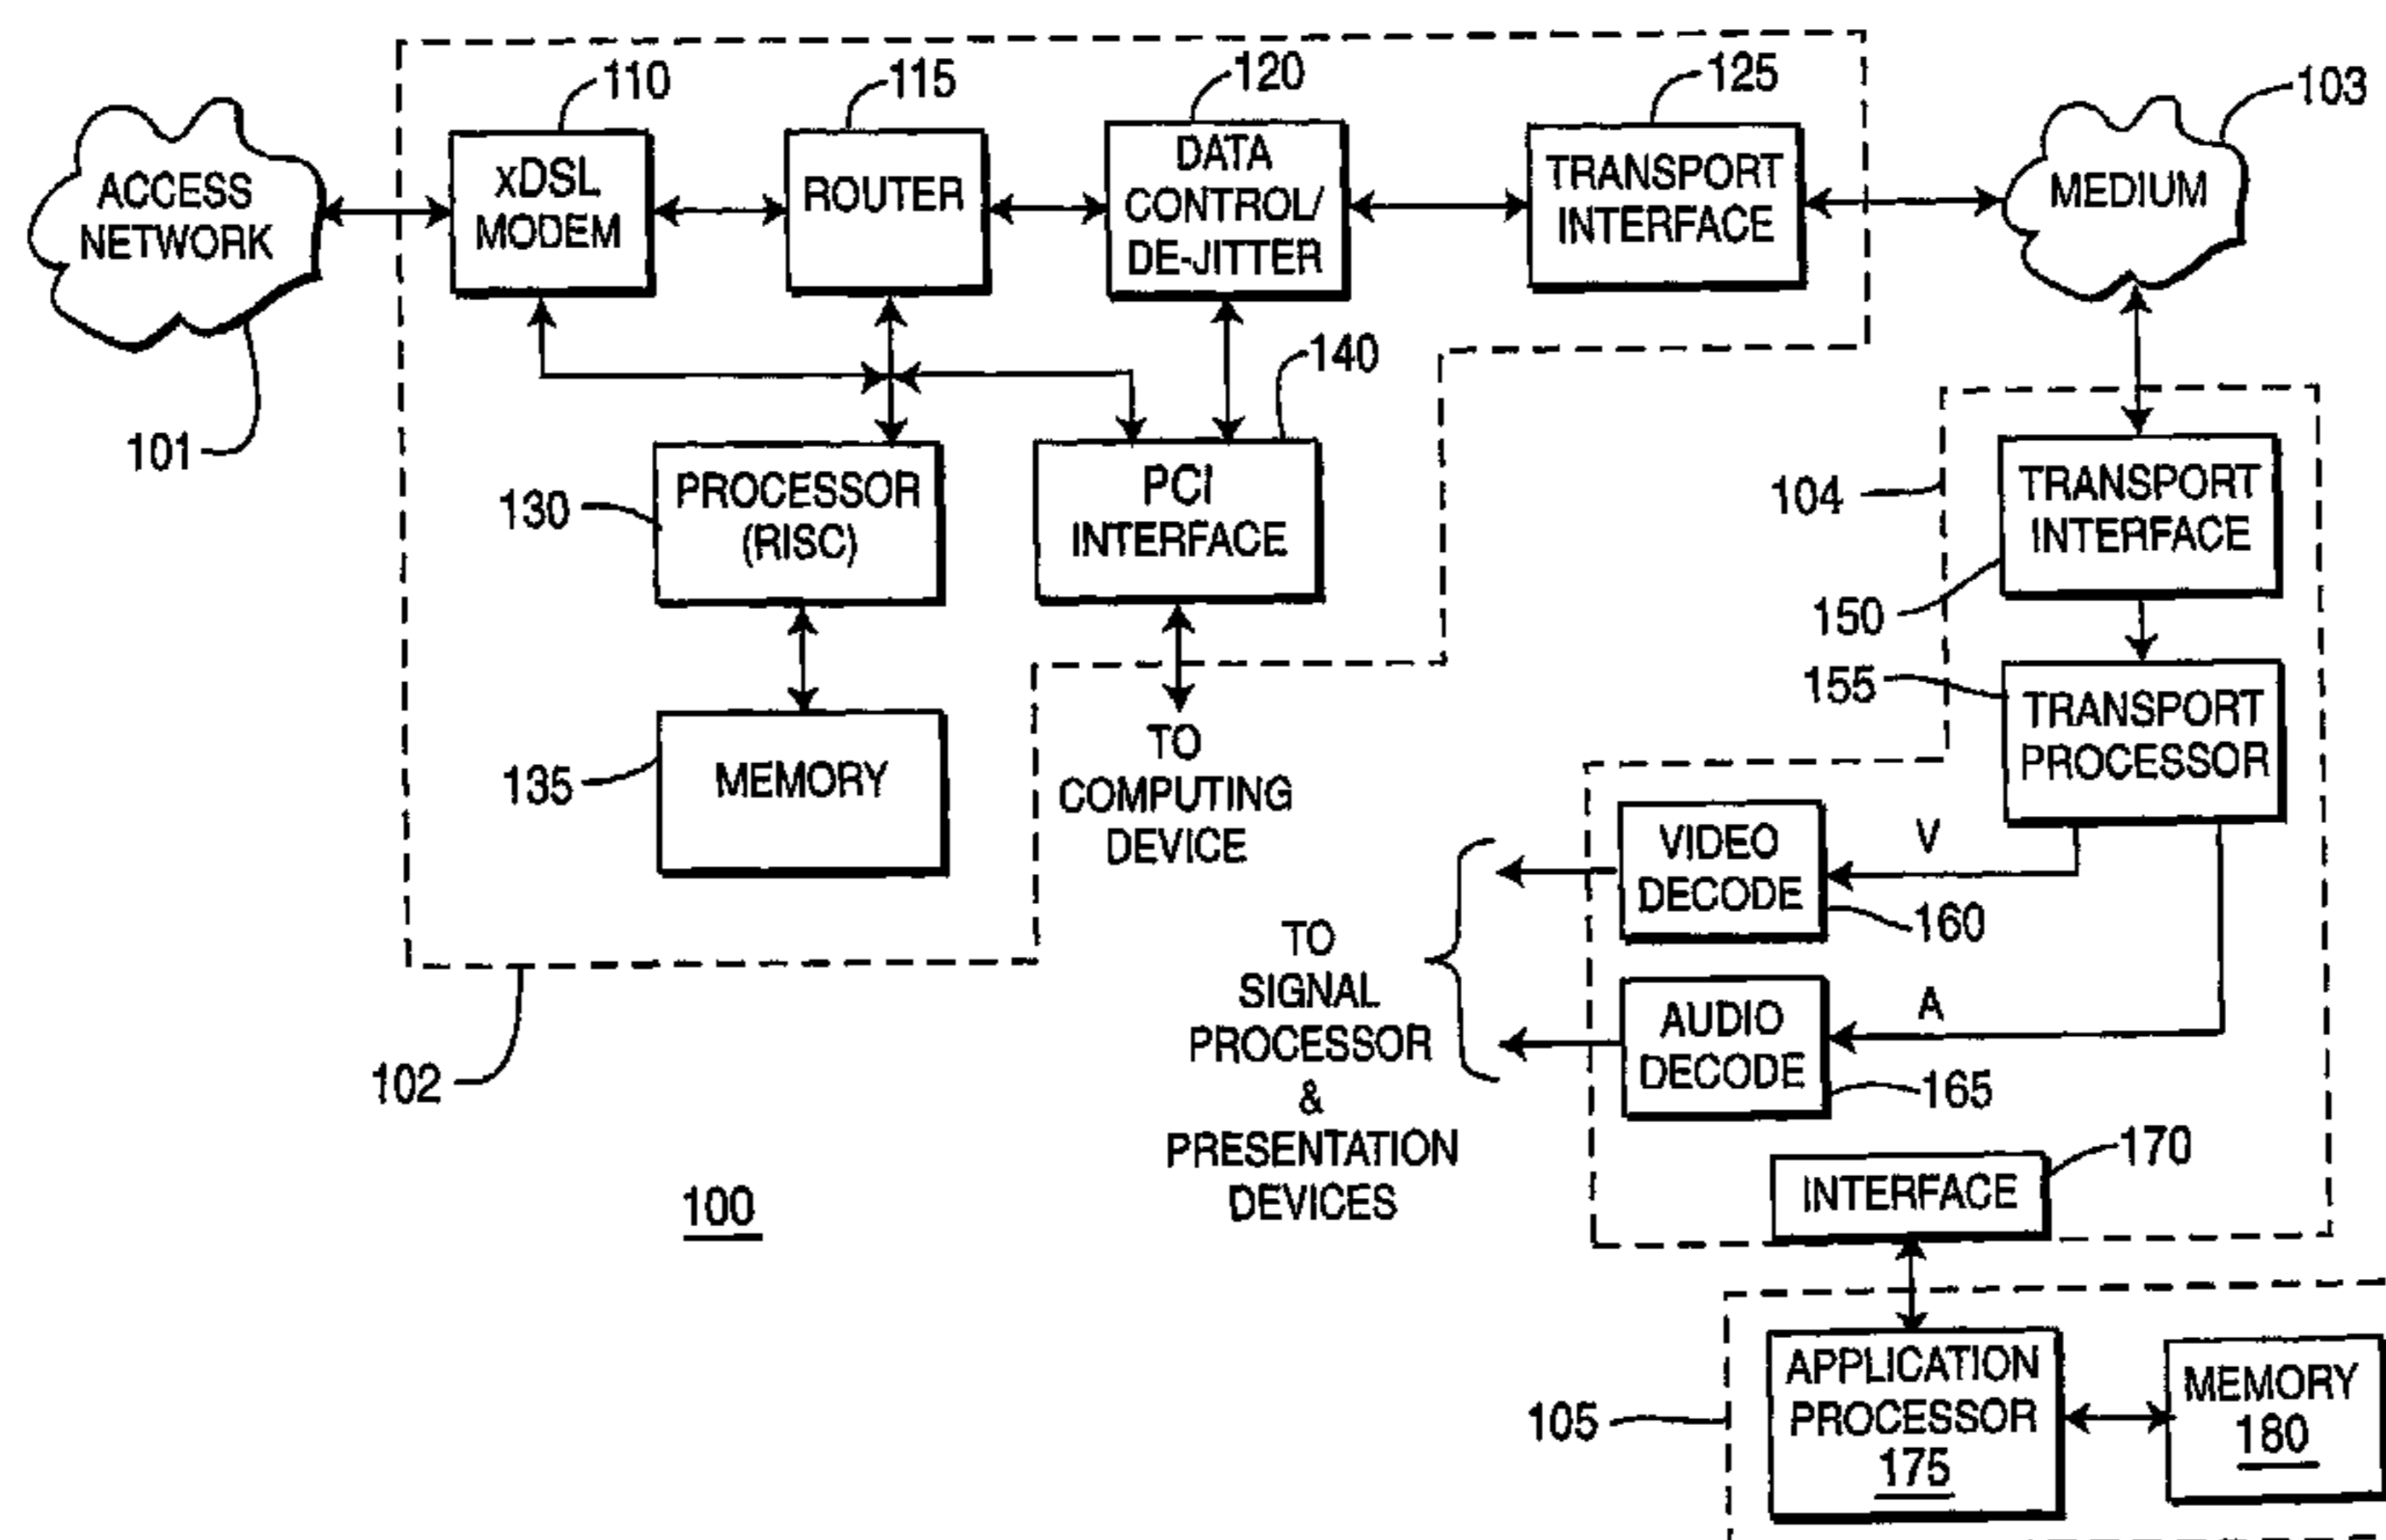 110
115
120
125
103
ACCESS
NETWORK
xDSL
MODEM
ROUTER
DATA
CONTROL/
DE-JITTER
TRANSPORT
INTERFACE
MEDIUM
101
140
130
PROCESSOR
(RISC)
PCI
INTERFACE
104
TRANSPORT
INTERFACE
150
155
TRANSPORT
PROCESSOR
135
MEMORY
TO
COMPUTING
DEVICE
VIDEO
DECODE
V
160
TO
SIGNAL
PROCESSOR
&
PRESENTATION
DEVICES
AUDIO
DECODE
A
165
102
100
INTERFACE
170
105
APPLICATION
PROCESSOR
175
MEMORY
180